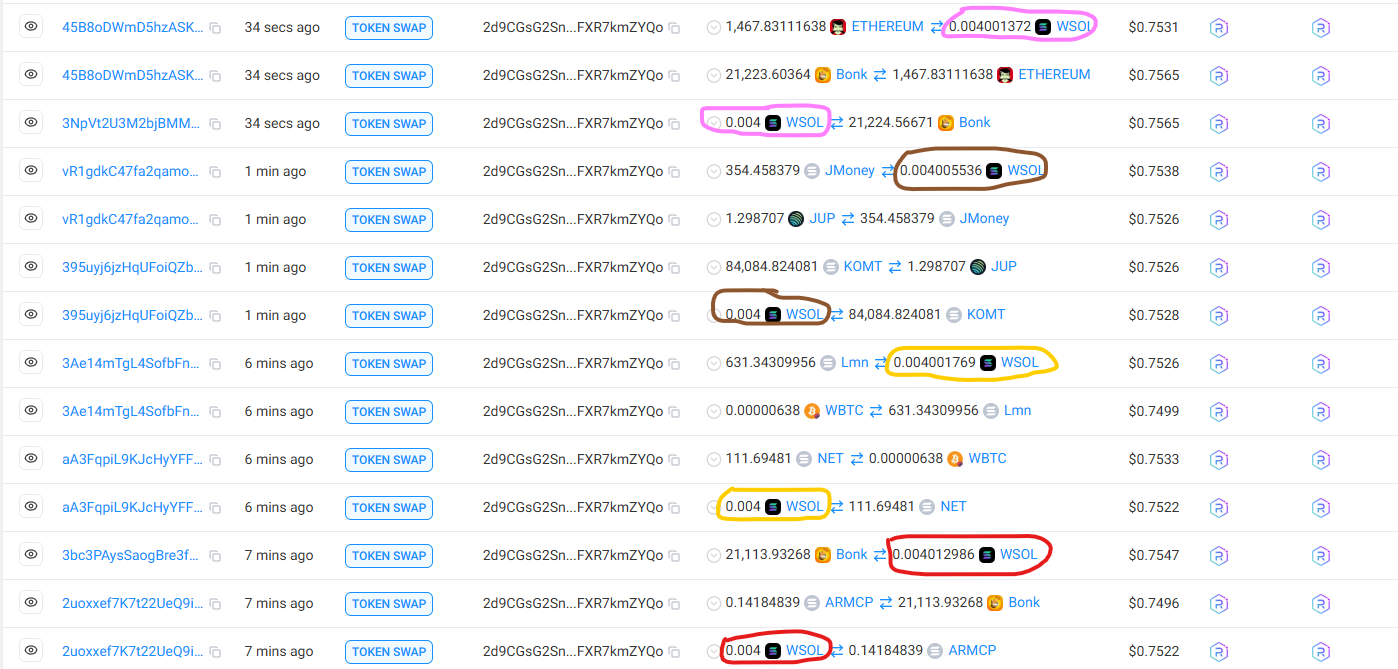 45B8oDWmD5hzASK... 34 secs ago TOKEN SWAP 2d9CGsG2Sn...FXR7kmZYQo 1,467.83111638 ETHEREUM 0.004001372 WSOL $0.7531
45B8oDWmD5hzASK... 34 secs ago TOKEN SWAP 2d9CGsG2Sn...FXR7kmZYQo 21,223.60364 Bonk 1,467.83111638 ETHEREUM $0.7565
3NpVt2U3M2bjBMM... 34 secs ago TOKEN SWAP 2d9CGsG2Sn...FXR7kmZYQo 0.004 WSOL 21,224.56671 Bonk $0.7565
vR1gdkC47fa2qamo... 1 min ago TOKEN SWAP 2d9CGsG2Sn...FXR7kmZYQo 354.458379 JMoney 0.004005536 WSOL $0.7538
vR1gdkC47fa2qamo... 1 min ago TOKEN SWAP 2d9CGsG2Sn...FXR7kmZYQo 1.298707 JUP 354.458379 JMoney $0.7526
395uyj6jzHqUFoiQZb... 1 min ago TOKEN SWAP 2d9CGsG2Sn...FXR7kmZYQo 84,084.824081 KOMT 1.298707 JUP $0.7526
395uyj6jzHqUFoiQZb... 1 min ago TOKEN SWAP 2d9CGsG2Sn...FXR7kmZYQo 0.004 WSOL 84,084.824081 KOMT $0.7528
3Ae14mTgL4SofbFn... 6 mins ago TOKEN SWAP 2d9CGsG2Sn...FXR7kmZYQo 631.34309956 Lmn 0.004001769 WSOL $0.7526
3Ae14mTgL4SofbFn... 6 mins ago TOKEN SWAP 2d9CGsG2Sn...FXR7kmZYQo 0.00000638 WBTC 631.34309956 Lmn $0.7499
aA3FqpiL9KJcHyYFF... 6 mins ago TOKEN SWAP 2d9CGsG2Sn...FXR7kmZYQo 111.69481 NET 0.00000638 WBTC $0.7533
aA3FqpiL9KJcHyYFF... 6 mins ago TOKEN SWAP 2d9CGsG2Sn...FXR7kmZYQo 0.004 WSOL 111.69481 NET $0.7522
3bc3PAysSaogBre3f... 7 mins ago TOKEN SWAP 2d9CGsG2Sn...FXR7kmZYQo 21,113.93268 Bonk 0.004012986 WSOL $0.7547
2uoxxef7K7t22UeQ9i... 7 mins ago TOKEN SWAP 2d9CGsG2Sn...FXR7kmZYQo 0.14184839 ARMCP 21,113.93268 Bonk $0.7496
2uoxxef7K7t22UeQ9i... 7 mins ago TOKEN SWAP 2d9CGsG2Sn...FXR7kmZYQo 0.004 WSOL 0.14184839 ARMCP $0.7522